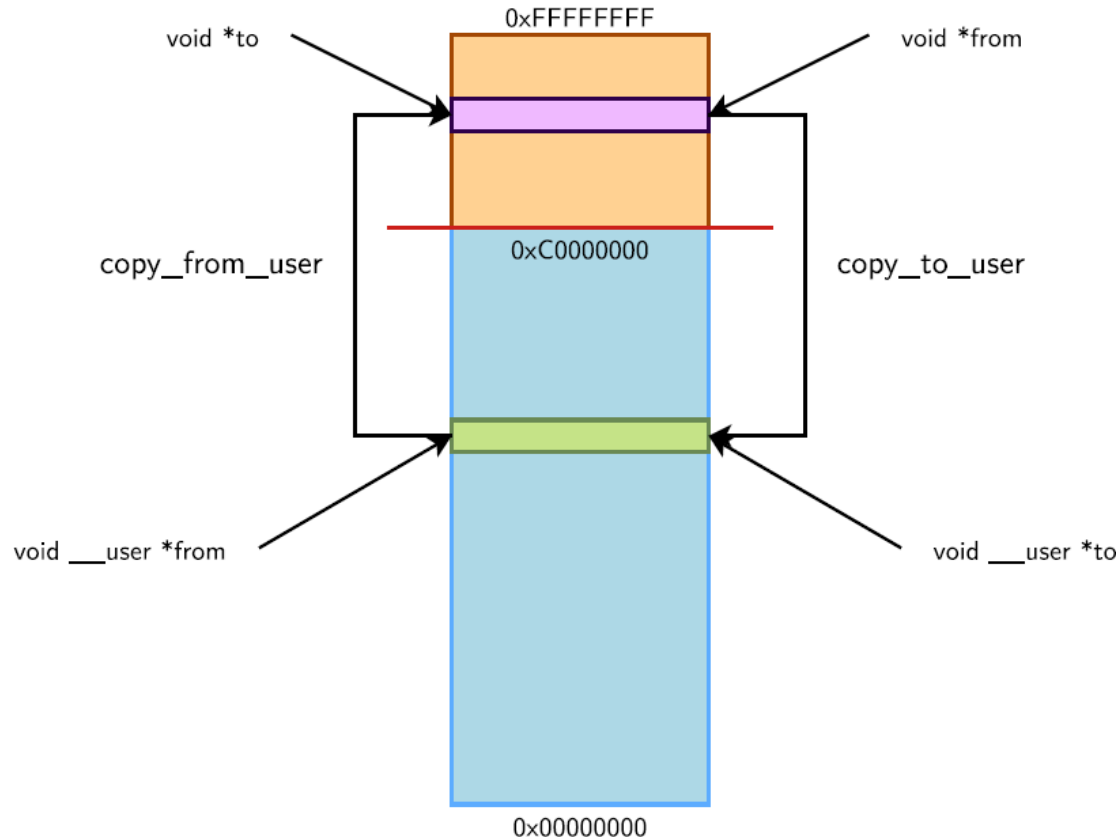 0xFFFFFFFF
void *to
void *from
0xC0000000
copy_from_user
copy_to_user
void __user *from
void __user *to
0x00000000